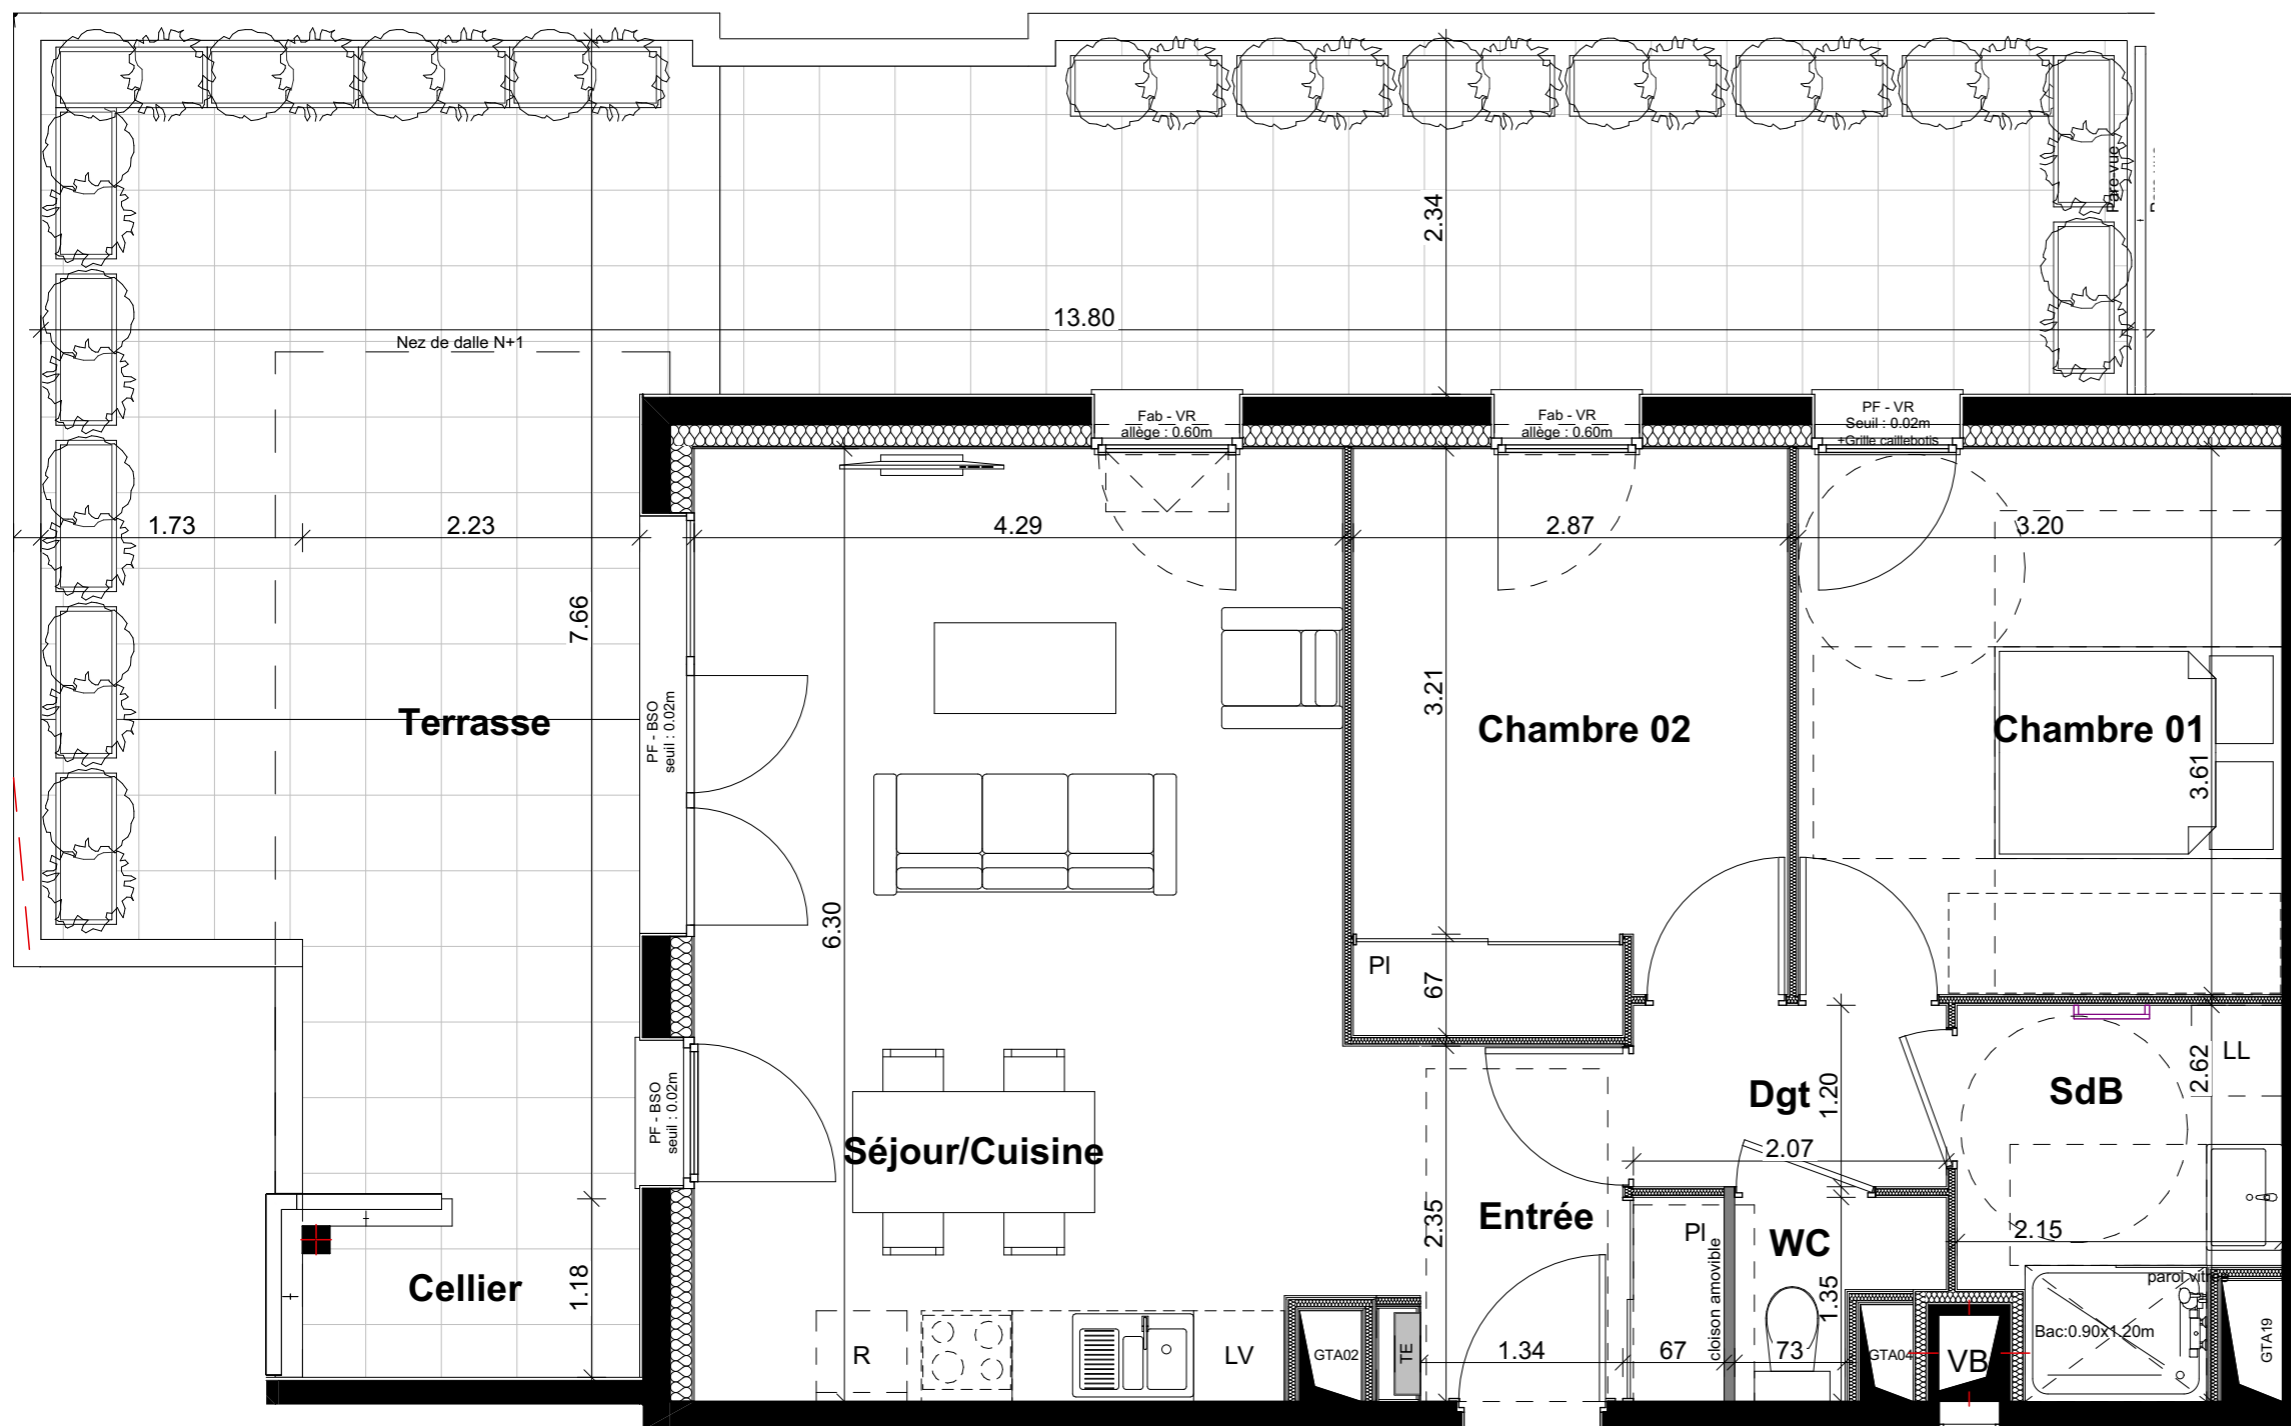 Pare-vue
2.34
13.80
Nez de dalle N+1
Fab - VR
allège : 0.60m
Fab - VR
allège : 0.60m
PF - VR
Seuil : 0.02m
+Grille caillebotis
1.73
2.23
4.29
2.87
3.20
7.66
3.21
Terrasse
PF - BSO
seuil : 0.02m
Chambre 02
Chambre 01
3.61
6.30
Pl
67
PF - BSO
seuil : 0.02m
Séjour/Cuisine
Dgt
1.20
2.07
SdB
2.62
LL
2.35
Entrée
Pl
cloison amovible
WC
2.15
Cellier
1.18
1.35
paroi vitrée
Bac:0.90x1.20m
R
LV
GTA02
TE
1.34
67
73
GTA04
VB
GTA19